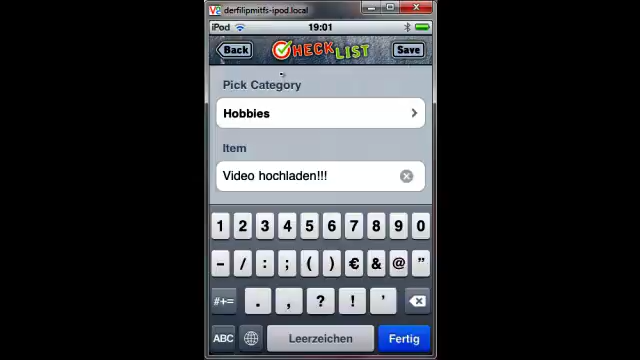 V2 derfilipmitfs-ipod.local
iPod 19:01
Back CHECKLIST Save
Pick Category
Hobbies
Item
Video hochladen!!!
1 2 3 4 5 6 7 8 9 0
- / : ; ( ) € & @ "
#+= . , ? ! '
ABC Leerzeichen Fertig